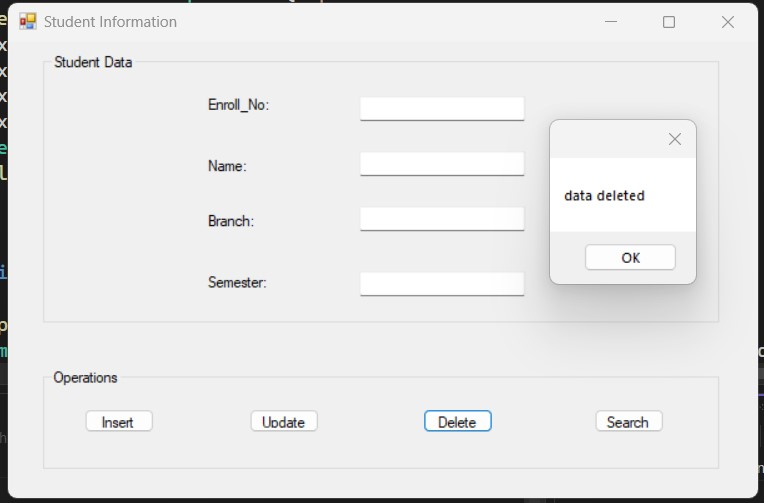 Student Information
Student Data
Enroll_No:
Name:
Branch:
Semester:
data deleted
OK
Operations
Insert
Update
Delete
Search